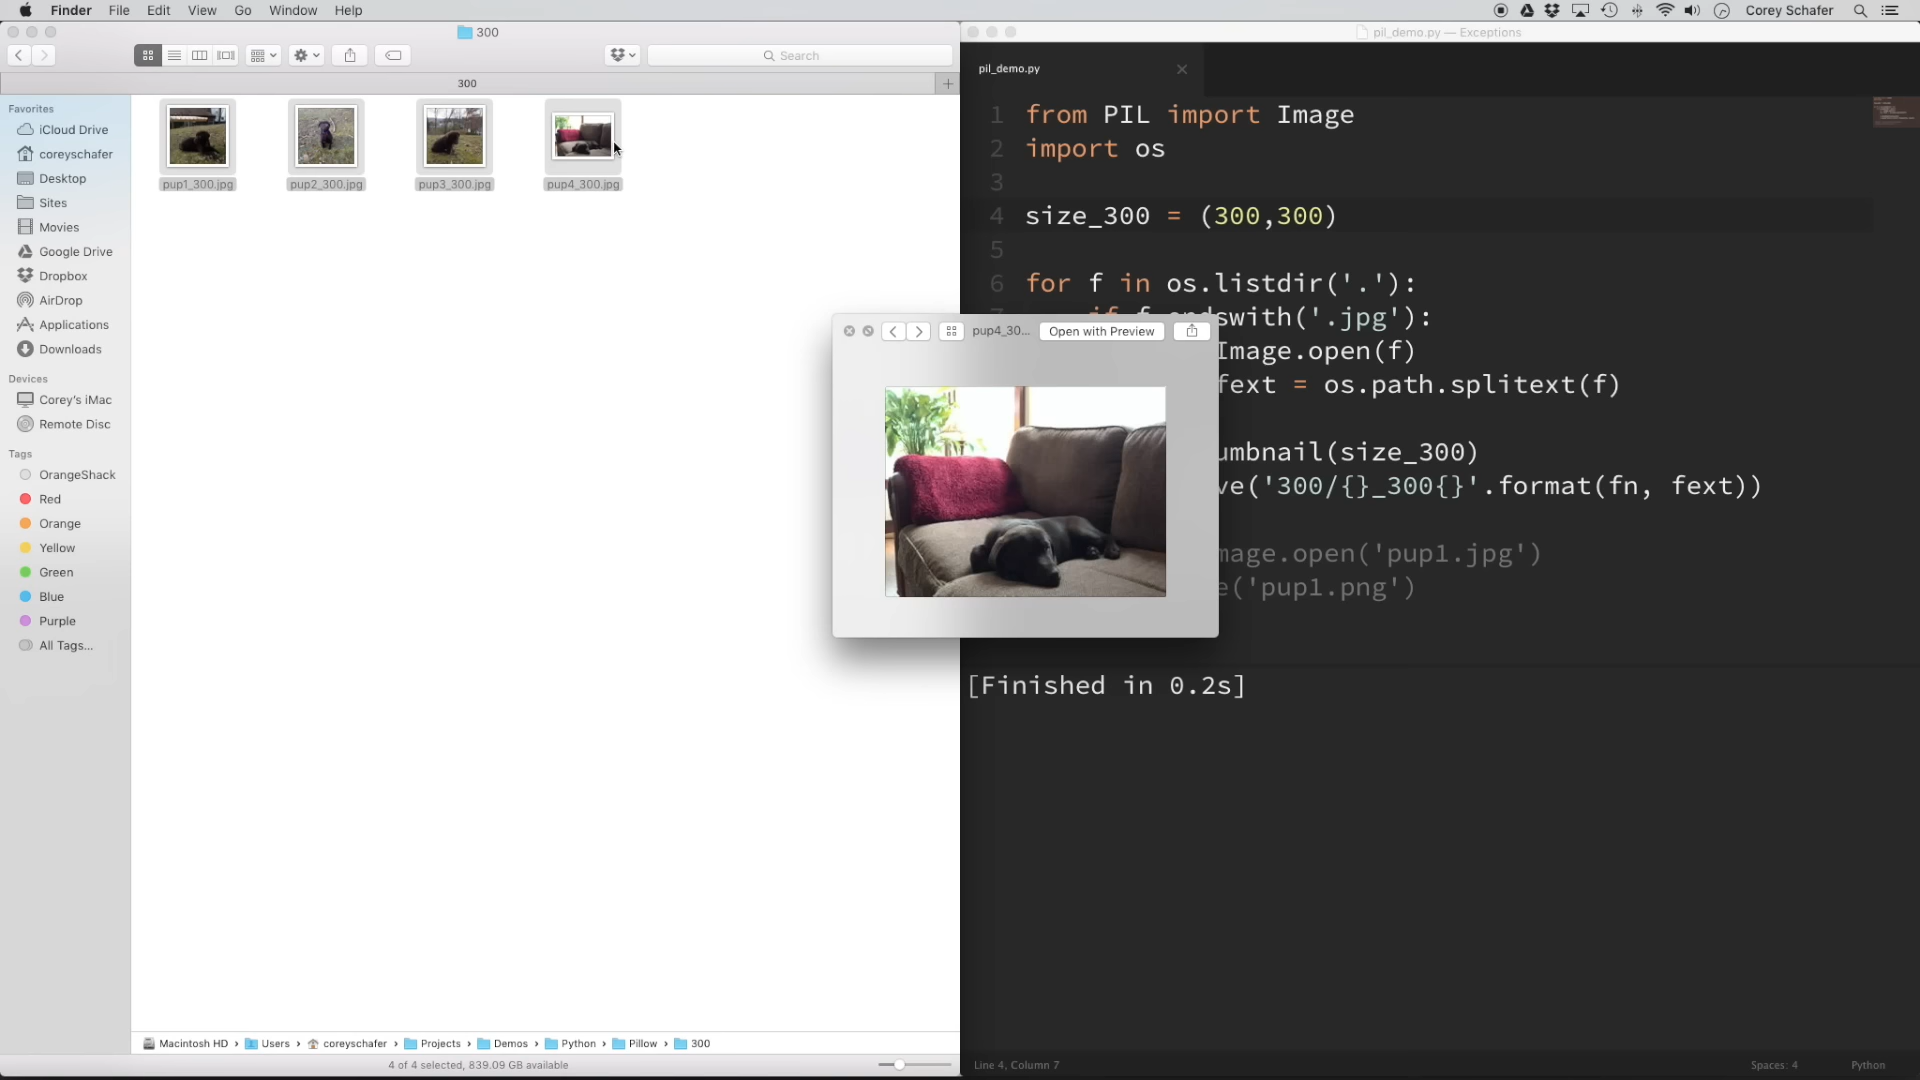 Finder File Edit View Go Window Help
Corey Schafer
300
Search
300
Favorites
iCloud Drive
coreyschafer
Desktop
Sites
Movies
Google Drive
Dropbox
AirDrop
Applications
Downloads
Devices
Corey's iMac
Remote Disc
Tags
OrangeShack
Red
Orange
Yellow
Green
Blue
Purple
All Tags...
pup1_300.jpg pup2_300.jpg pup3_300.jpg pup4_300.jpg
Macintosh HD › Users › coreyschafer › Projects › Demos › Python › Pillow › 300
4 of 4 selected, 839.09 GB available
pup4_30... Open with Preview
pil_demo.py — Exceptions
pil_demo.py
1 from PIL import Image
2 import os
3
4 size_300 = (300,300)
5
6 for f in os.listdir('.'):
swith('.jpg'):
Image.open(f)
fext = os.path.splitext(f)
umbnail(size_300)
ve('300/{}_300{}'.format(fn, fext))
mage.open('pup1.jpg')
e('pup1.png')
[Finished in 0.2s]
Line 4, Column 7
Spaces: 4
Python